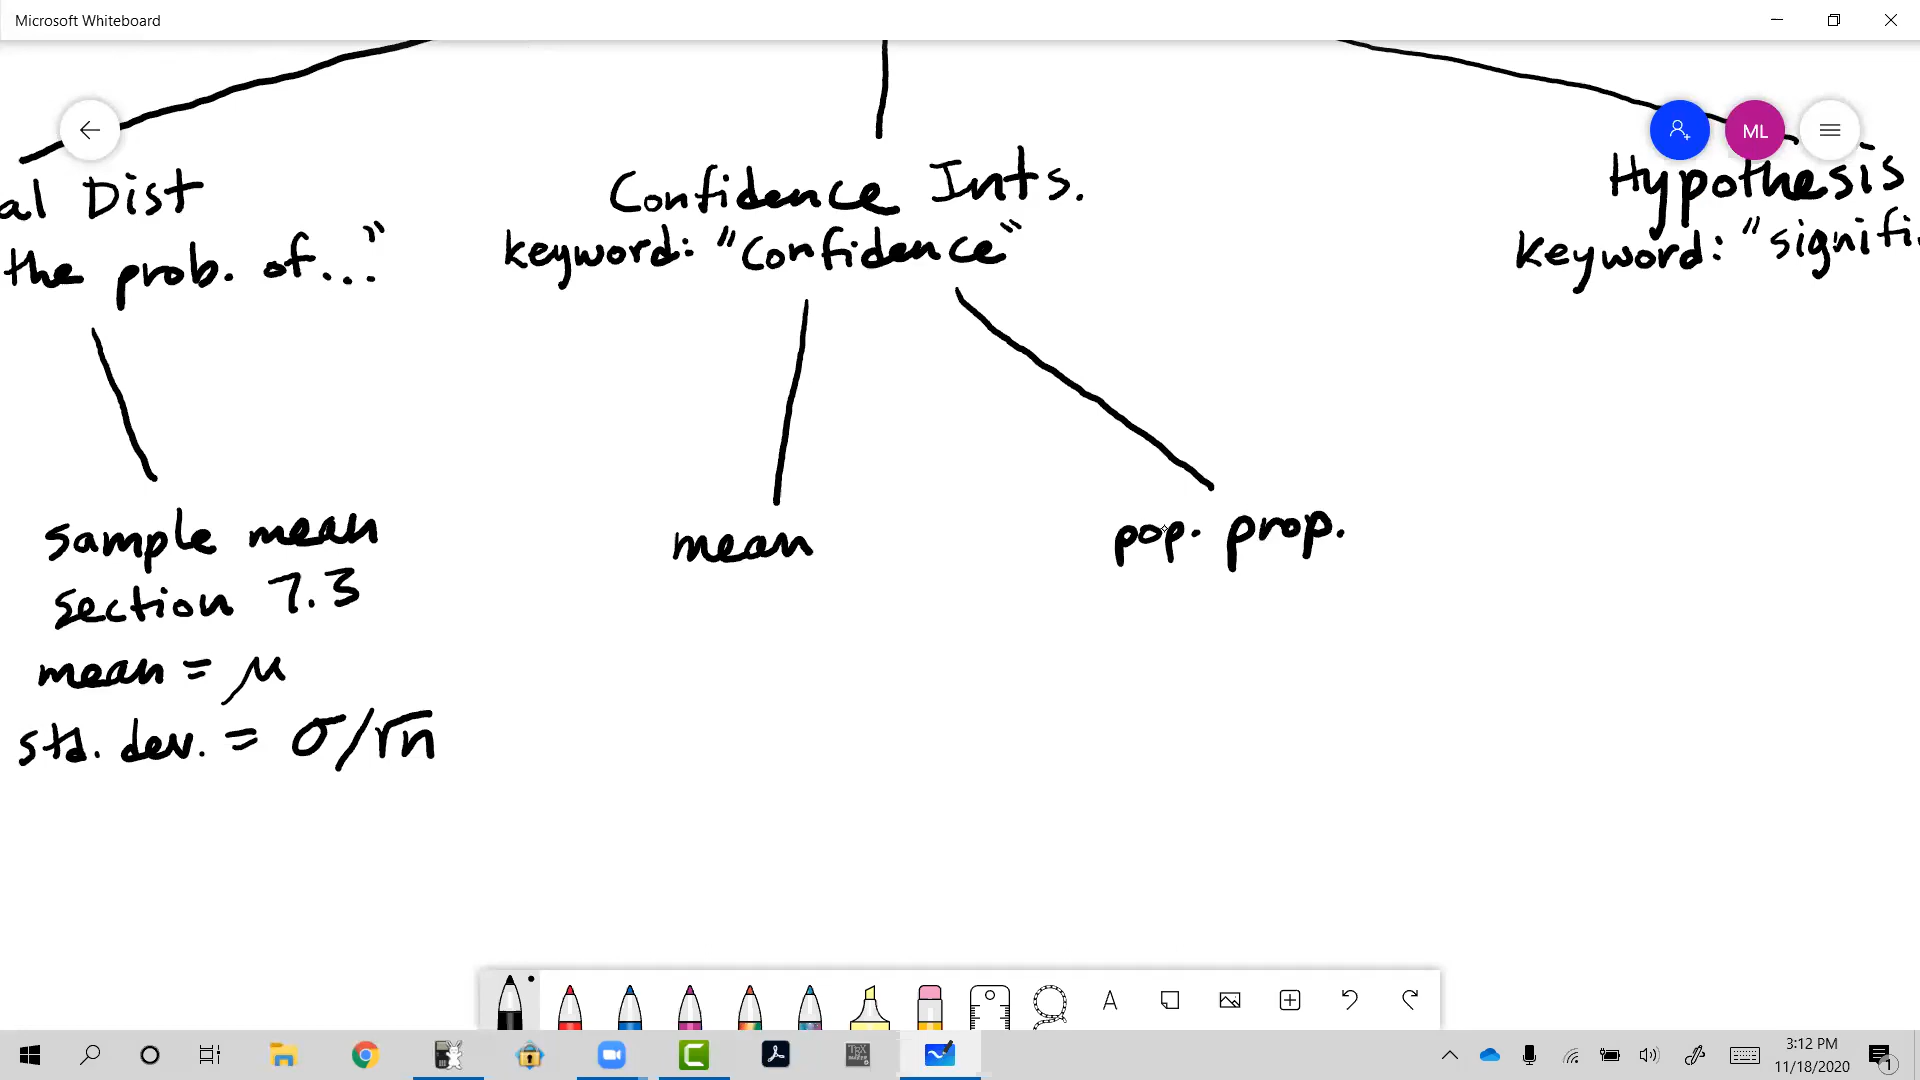 Microsoft Whiteboard
ML
al Dist
the prob. of..."
Confidence Ints.
keyword: "Confidence"
Hypothesis
keyword: "signifi
sample mean
section 7.3
mean = μ
std. dev. = σ/√n
mean
pop. prop.
A
3:12 PM
11/18/2020
1